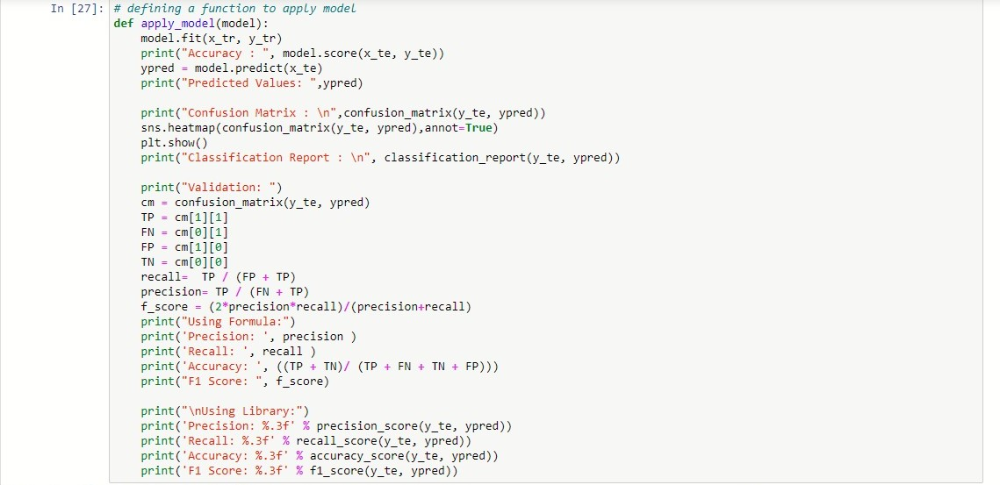 In [27]: # defining a function to apply model
def apply_model(model):
    model.fit(x_tr, y_tr)
    print("Accuracy : ", model.score(x_te, y_te))
    ypred = model.predict(x_te)
    print("Predicted Values: ",ypred)

    print("Confusion Matrix : \n",confusion_matrix(y_te, ypred))
    sns.heatmap(confusion_matrix(y_te, ypred),annot=True)
    plt.show()
    print("Classification Report : \n", classification_report(y_te, ypred))

    print("Validation: ")
    cm = confusion_matrix(y_te, ypred)
    TP = cm[1][1]
    FN = cm[0][1]
    FP = cm[1][0]
    TN = cm[0][0]
    recall=  TP / (FP + TP)
    precision= TP / (FN + TP)
    f_score = (2*precision*recall)/(precision+recall)
    print("Using Formula:")
    print('Precision: ', precision )
    print('Recall: ', recall )
    print('Accuracy: ', ((TP + TN)/ (TP + FN + TN + FP)))
    print("F1 Score: ", f_score)

    print("\nUsing Library:")
    print('Precision: %.3f' % precision_score(y_te, ypred))
    print('Recall: %.3f' % recall_score(y_te, ypred))
    print('Accuracy: %.3f' % accuracy_score(y_te, ypred))
    print('F1 Score: %.3f' % f1_score(y_te, ypred))